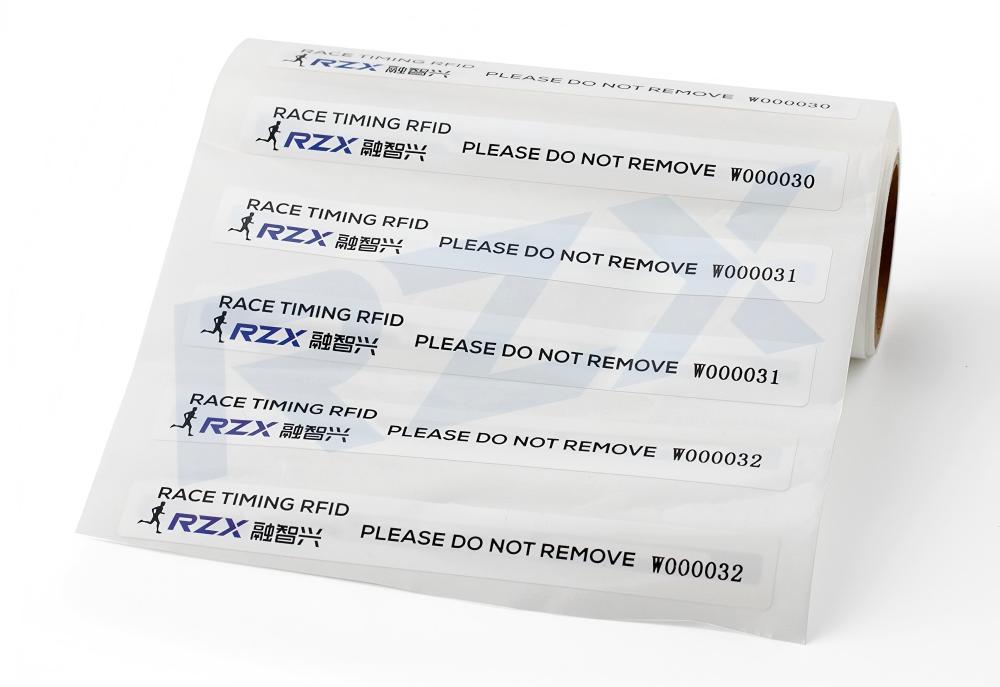 RACE TIMING RFID
RZX 融智兴 PLEASE DO NOT REMOVE W000030
RACE TIMING RFID
RZX 融智兴 PLEASE DO NOT REMOVE W000030
RACE TIMING RFID
RZX 融智兴 PLEASE DO NOT REMOVE W000031
RACE TIMING RFID
RZX 融智兴 PLEASE DO NOT REMOVE W000031
RACE TIMING RFID
RZX 融智兴 PLEASE DO NOT REMOVE W000032
RACE TIMING RFID
RZX 融智兴 PLEASE DO NOT REMOVE W000032
RZX